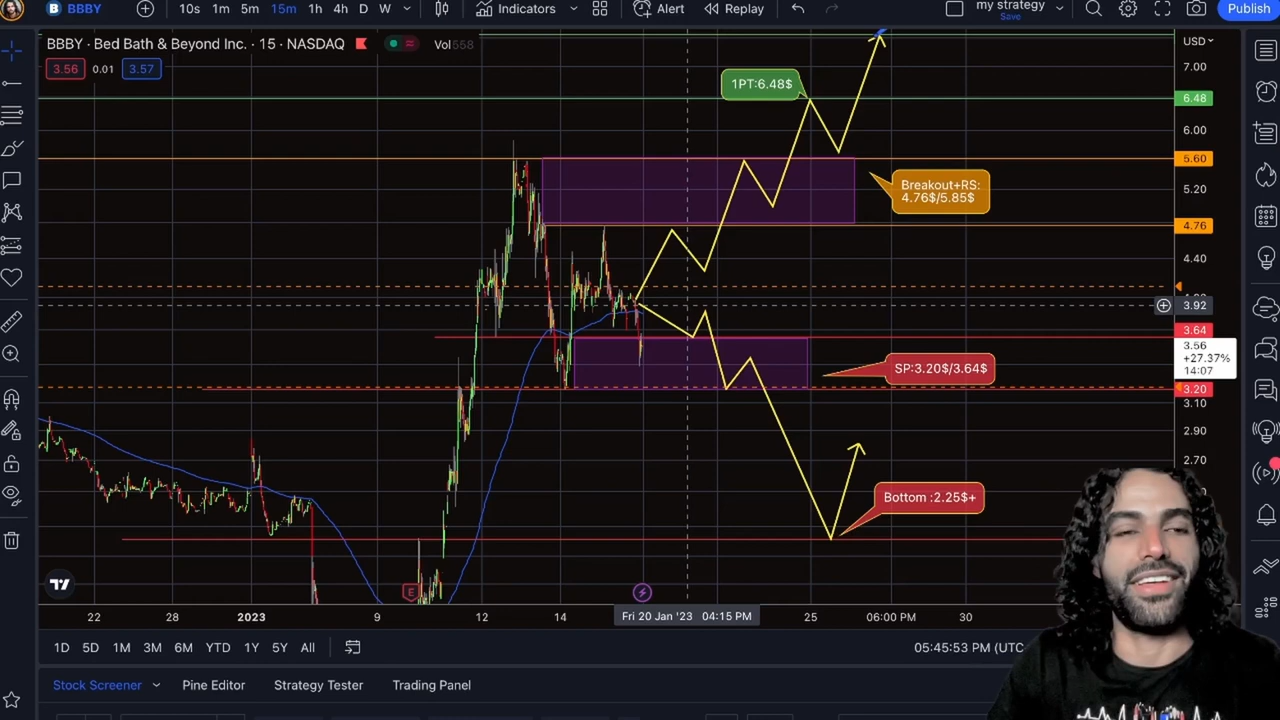 BBBY
10s 1m 5m 15m 1h 4h D W
Indicators
Alert
Replay
my strategy
Save
Publish
BBBY · Bed Bath & Beyond Inc. · 15 · NASDAQ
Vol 558
3.56 0.01 3.57
USD
7.00
1PT:6.48$
6.48
6.00
5.60
Breakout+RS:
4.76$/5.85$
5.20
4.76
4.40
3.92
3.64
3.56
+27.37%
14:07
SP:3.20$/3.64$
3.20
3.10
2.90
2.70
Bottom :2.25$+
E
22 28 2023 9 12 14 Fri 20 Jan '23 04:15 PM 25 06:00 PM 30
1D 5D 1M 3M 6M YTD 1Y 5Y All
05:45:53 PM (UTC
Stock Screener Pine Editor Strategy Tester Trading Panel